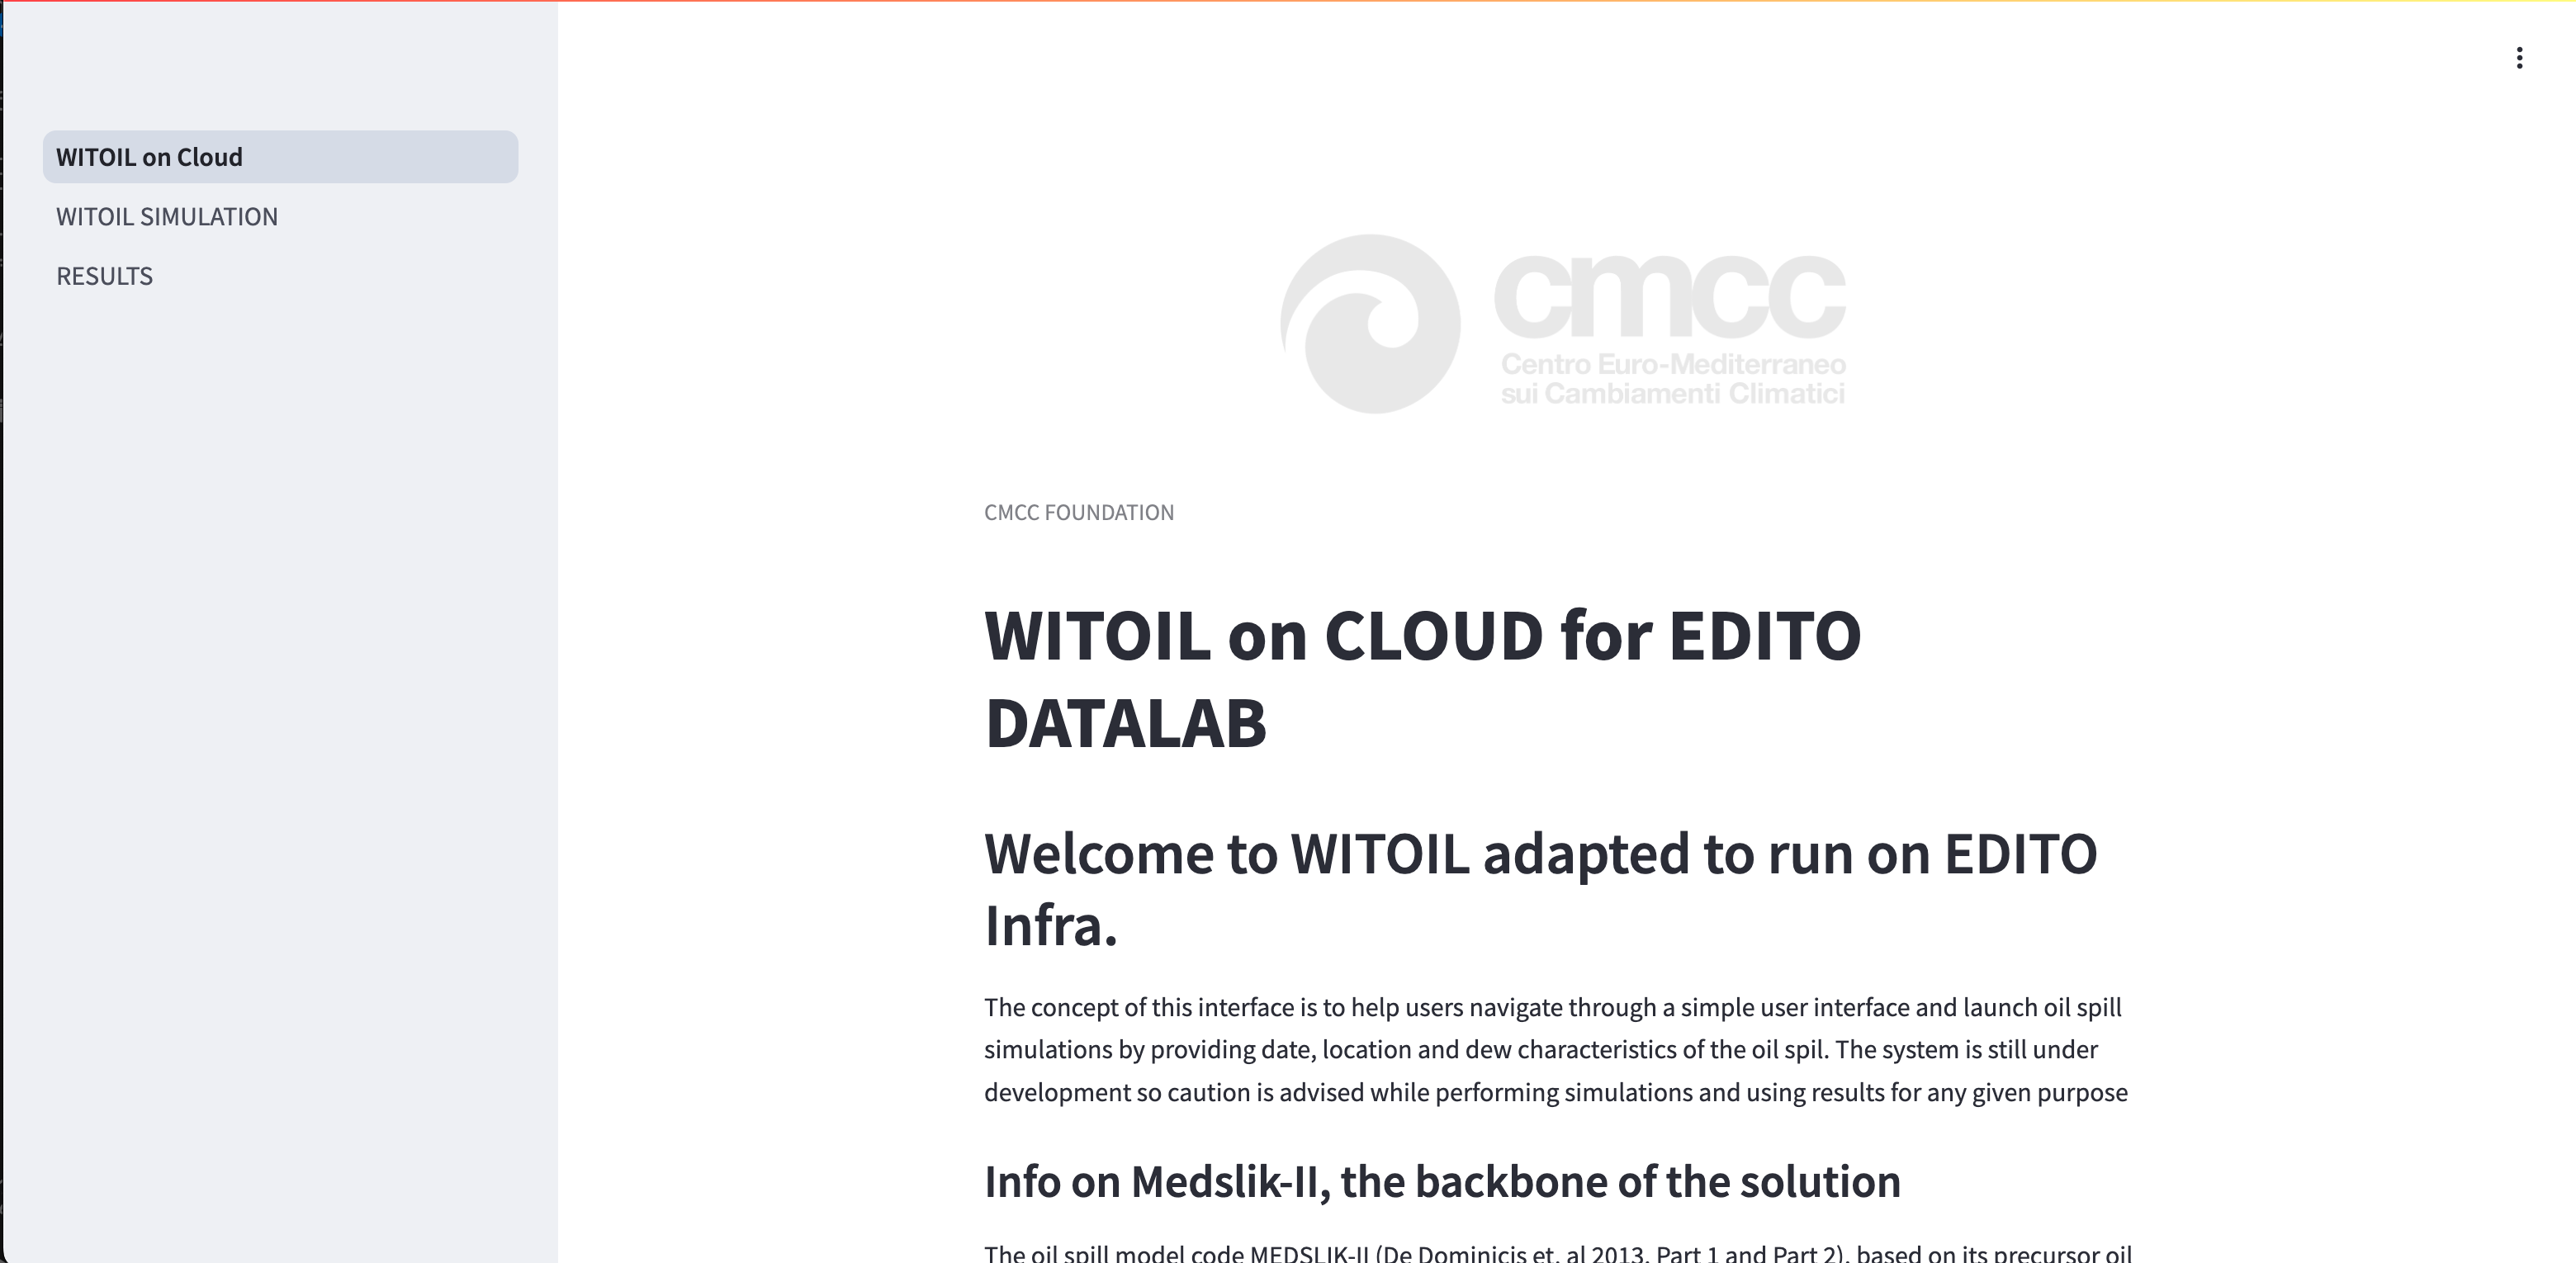 WITOIL on Cloud
WITOIL SIMULATION
RESULTS
cmcc
Centro Euro-Mediterraneo
sui Cambiamenti Climatici
CMCC FOUNDATION
WITOIL on CLOUD for EDITO
DATALAB
Welcome to WITOIL adapted to run on EDITO
Infra.
The concept of this interface is to help users navigate through a simple user interface and launch oil spill
simulations by providing date, location and dew characteristics of the oil spil. The system is still under
development so caution is advised while performing simulations and using results for any given purpose
Info on Medslik-II, the backbone of the solution
The oil spill model code MEDSLIK-II (De Dominicis et. al 2013, Part 1 and Part 2), based on its precursor oil